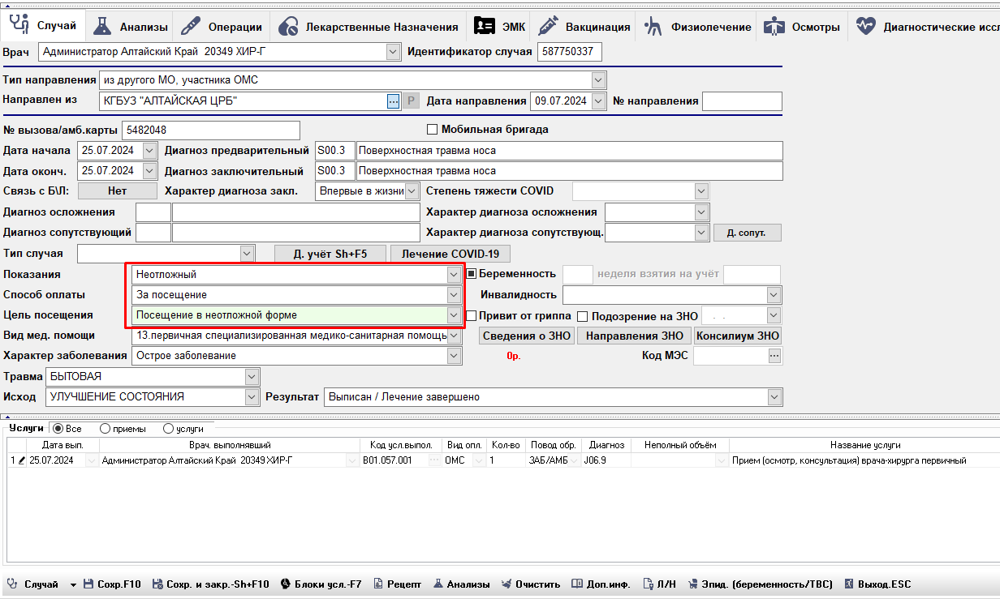 Случай Анализы Операции Лекарственные Назначения ЭМК Вакцинация Физиолечение Осмотры Диагностические иссл
Врач Администратор Алтайский Край 20349 ХИР-Г Идентификатор случая 587750337
Тип направления из другого МО, участника ОМС
Направлен из КГБУЗ "АЛТАЙСКАЯ ЦРБ" ... Р Дата направления 09.07.2024 № направления
№ вызова/амб.карты 5482048 Мобильная бригада
Дата начала 25.07.2024 Диагноз предварительный S00.3 Поверхностная травма носа
Дата оконч. 25.07.2024 Диагноз заключительный S00.3 Поверхностная травма носа
Связь с Б\Л: Нет Характер диагноза закл. Впервые в жизни Степень тяжести COVID
Диагноз осложнения Характер диагноза осложнения
Диагноз сопутствующий Характер диагноза сопутствующ. Д. сопут.
Тип случая Д. учёт Sh+F5 Лечение COVID-19
Показания Неотложный Беременность неделя взятия на учёт
Способ оплаты За посещение Инвалидность
Цель посещения Посещение в неотложной форме Привит от гриппа Подозрение на ЗНО . .
Вид мед. помощи 13.первичная специализированная медико-санитарная помощь Сведения о ЗНО Направления ЗНО Консилиум ЗНО
Характер заболевания Острое заболевание 0р. Код МЭС ...
Травма БЫТОВАЯ
Исход УЛУЧШЕНИЕ СОСТОЯНИЯ Результат Выписан / Лечение завершено
Услуги Все приемы услуги
Дата вып. Врач. выполнявший Код усл.выпол. Вид опл. Кол-во Повод обр. Диагноз Неполный объём Название услуги
1 25.07.2024 Администратор Алтайский Край 20349 ХИР-Г B01.057.001 ... ОМС 1 ЗАБ/АМБ J06.9 Прием (осмотр, консультация) врача-хирурга первичный
Случай Сохр.F10 Сохр. и закр.-Sh+F10 Блоки усл.-F7 Рецепт Анализы Очистить Доп.инф. Л/Н Эпид. (беременность/ТВС) Выход.ESC